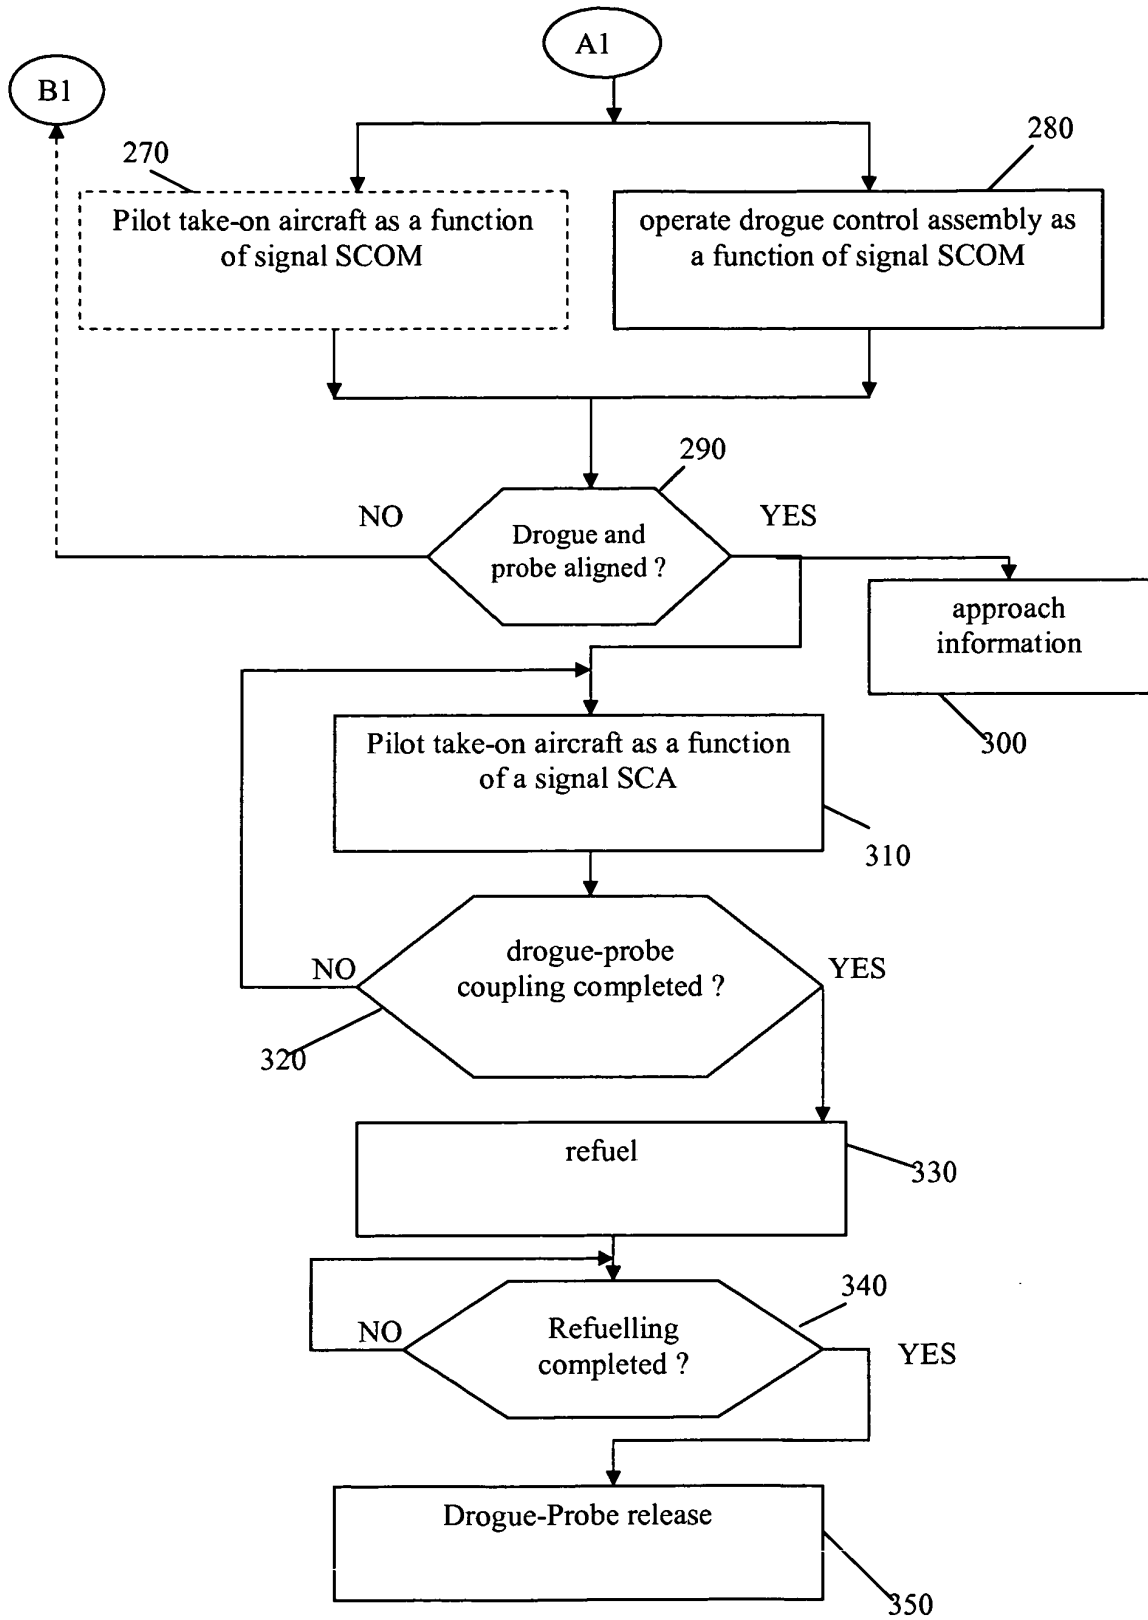 A1
B1
270
280
Pilot take-on aircraft as a function
of signal SCOM
operate drogue control assembly as
a function of signal SCOM
290
NO
YES
Drogue and
probe aligned ?
approach
information
300
Pilot take-on aircraft as a function
of a signal SCA
310
drogue-probe
coupling completed ?
NO
YES
320
refuel
330
340
Refuelling
completed ?
NO
YES
Drogue-Probe release
350